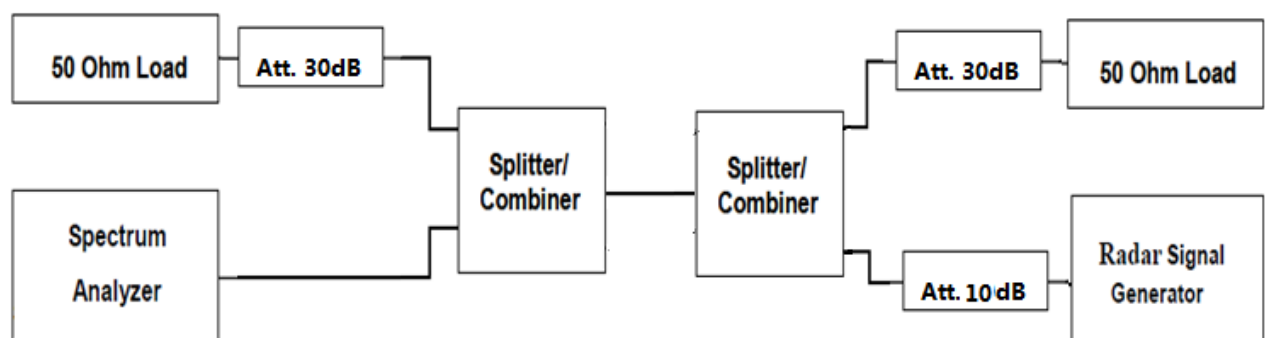 50 Ohm Load
Att. 30dB
Att. 30dB
50 Ohm Load
Splitter/
Combiner
Splitter/
Combiner
Spectrum
Analyzer
Att. 10dB
Radar Signal
Generator